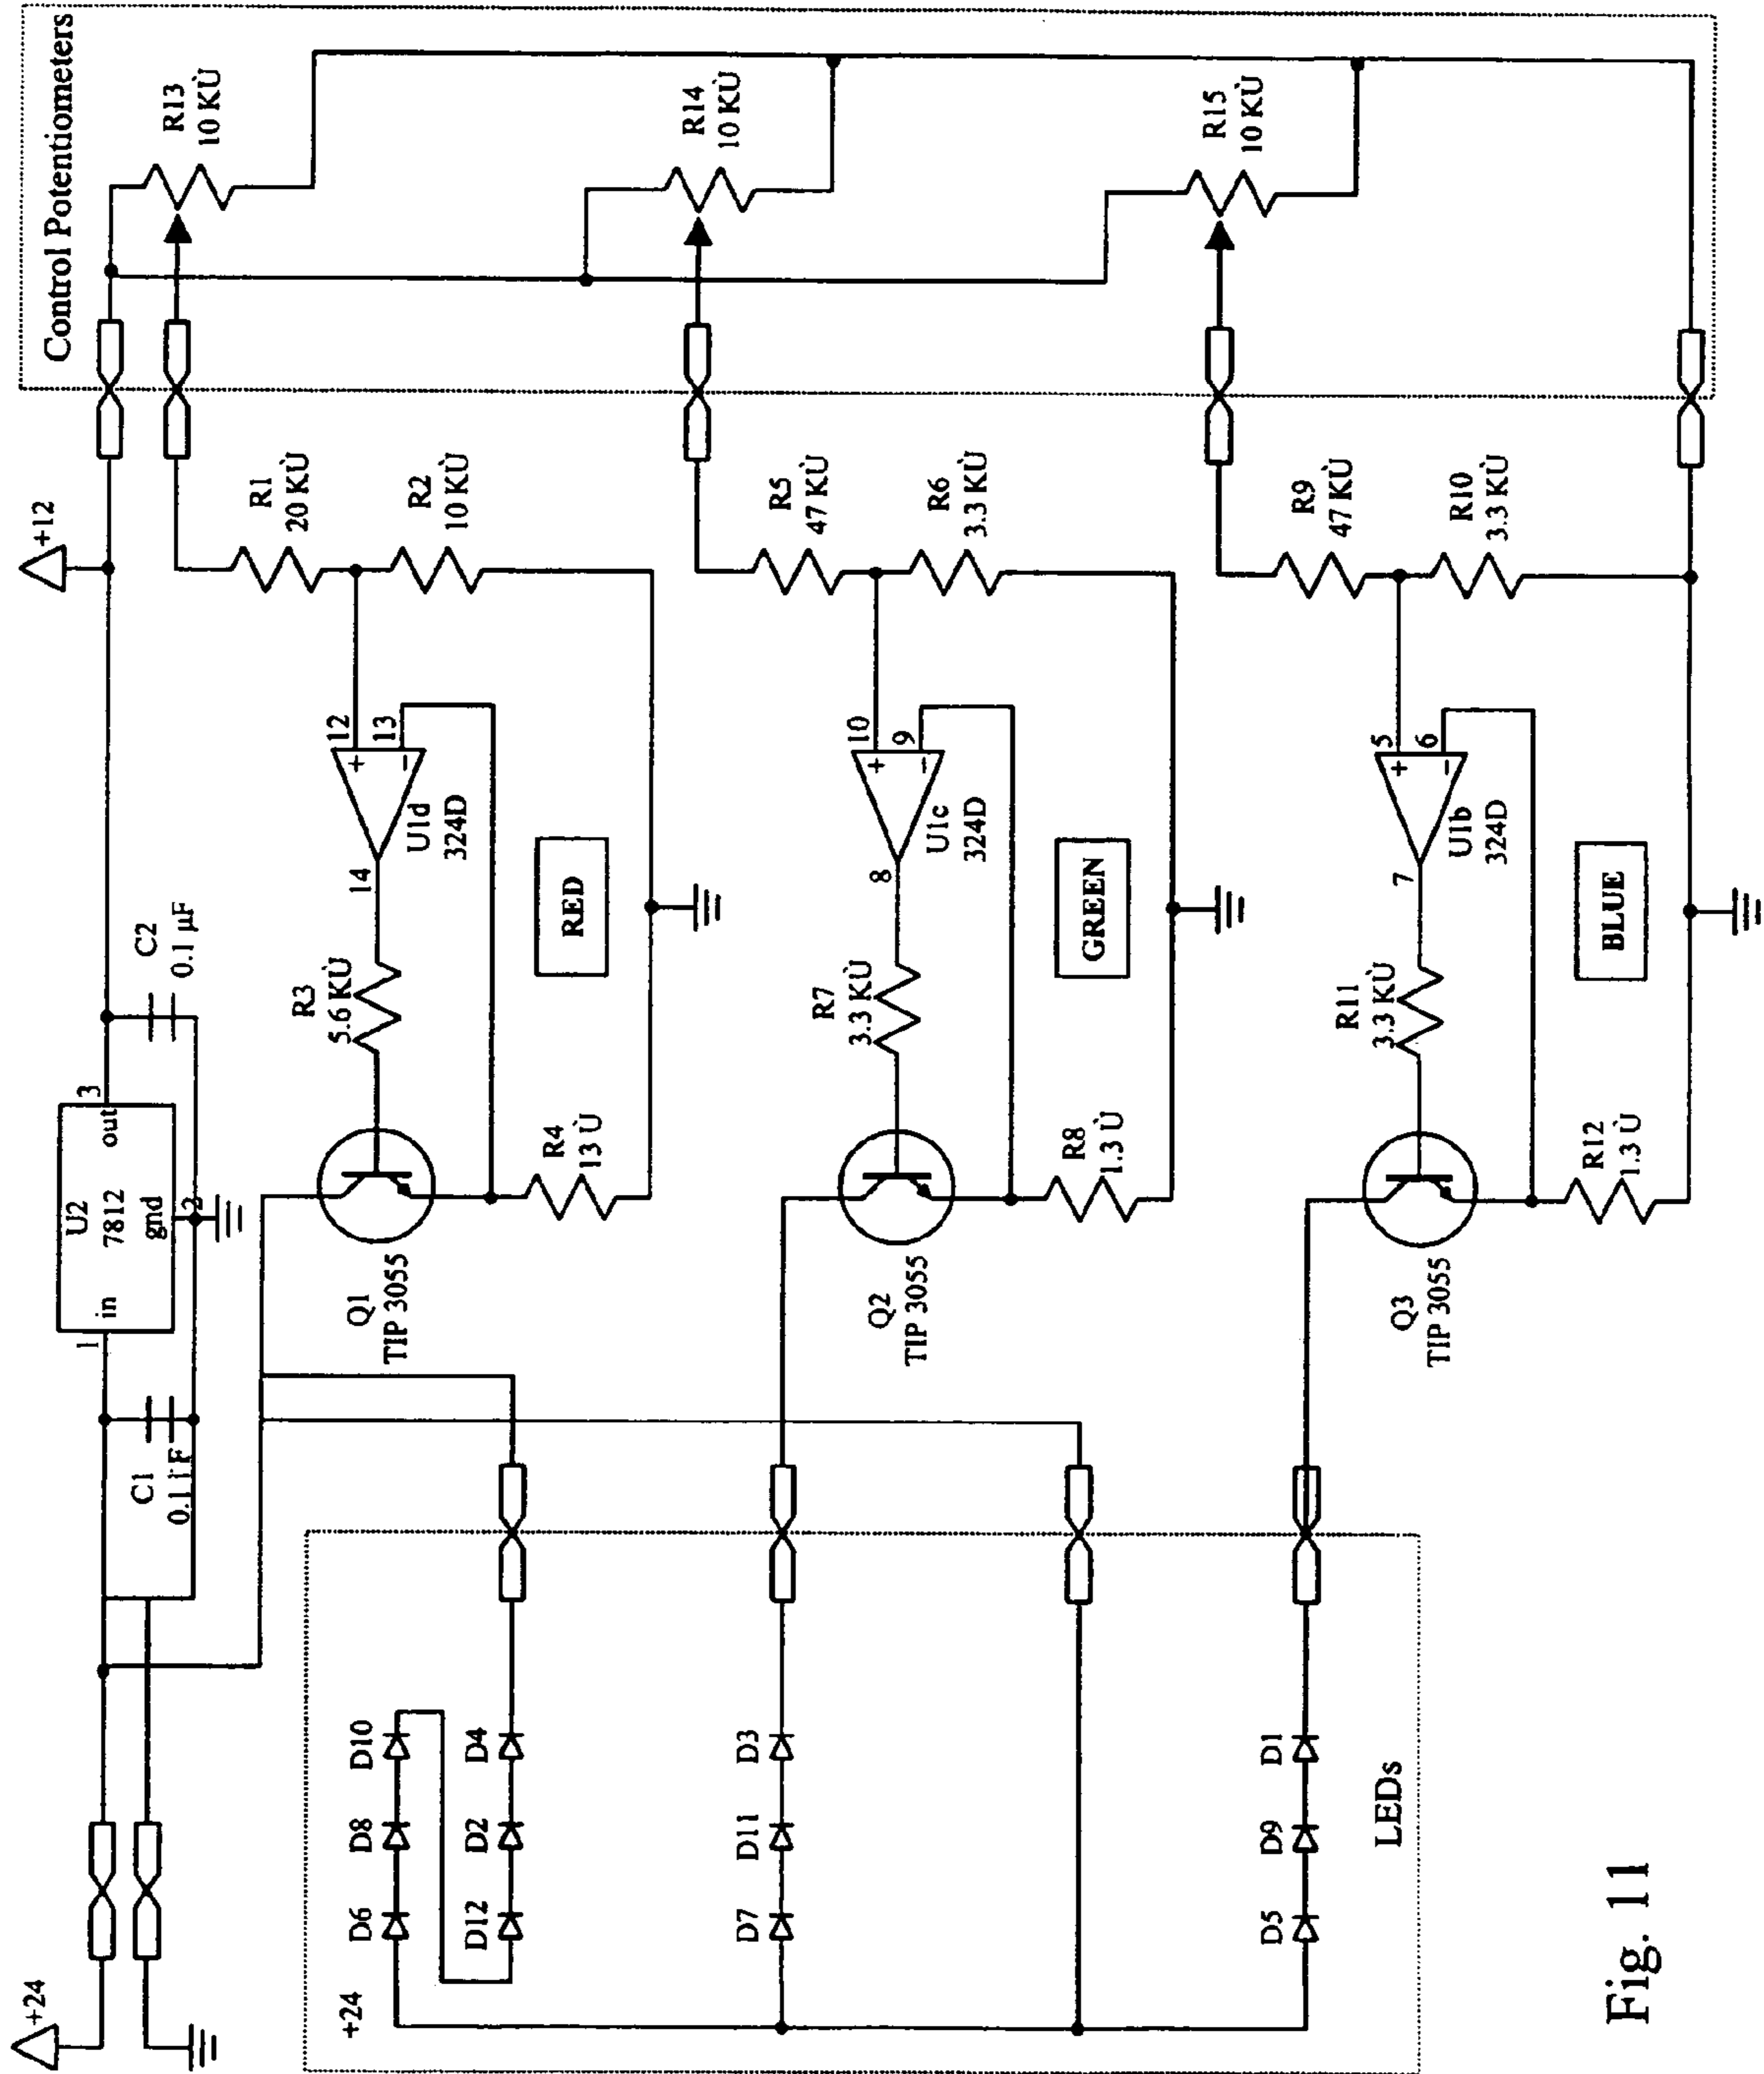 Control Potentiometers
R13
10 KÙ
R14
10 KÙ
R15
10 KÙ
+12
R1
20 KÙ
R2
10 KÙ
R5
47 KÙ
R6
3.3 KÙ
R9
47 KÙ
R10
3.3 KÙ
12
13
+
−
U1d
324D
14
10
9
+
−
U1c
324D
8
5
6
+
−
U1b
324D
7
RED
GREEN
BLUE
C2
0.1 µF
R3
5.6 KÙ
R7
3.3 KÙ
R11
3.3 KÙ
U2
7812
in
out
gnd
1
3
2
R4
13 Ù
R8
1.3 Ù
R12
1.3 Ù
Q1
TIP 3055
Q2
TIP 3055
Q3
TIP 3055
C1
+24
+24
D6
D8
D10
D12
D2
D4
D7
D11
D3
D5
D9
D1
LEDs
Fig. 11